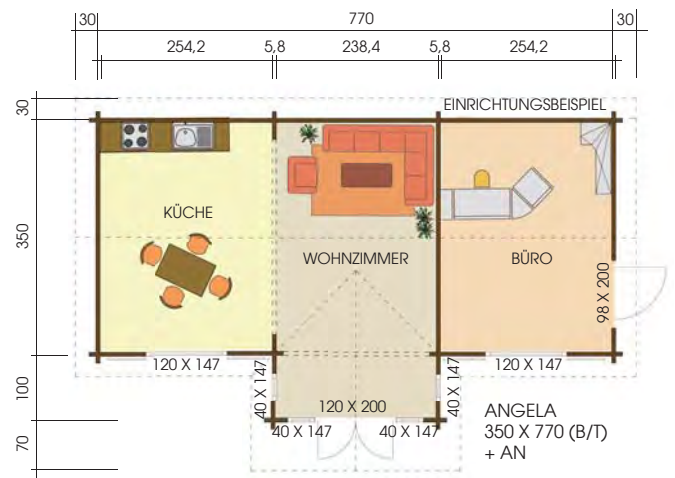 30 770 30
254,2 5,8 238,4 5,8 254,2
30
EINRICHTUNGSBEISPIEL
KÜCHE
350
WOHNZIMMER
BÜRO
98 X 200
120 X 147
120 X 147
100
40 X 147
40 X 147
120 X 200
40 X 147
40 X 147
70
ANGELA
350 X 770 (B/T)
+ AN